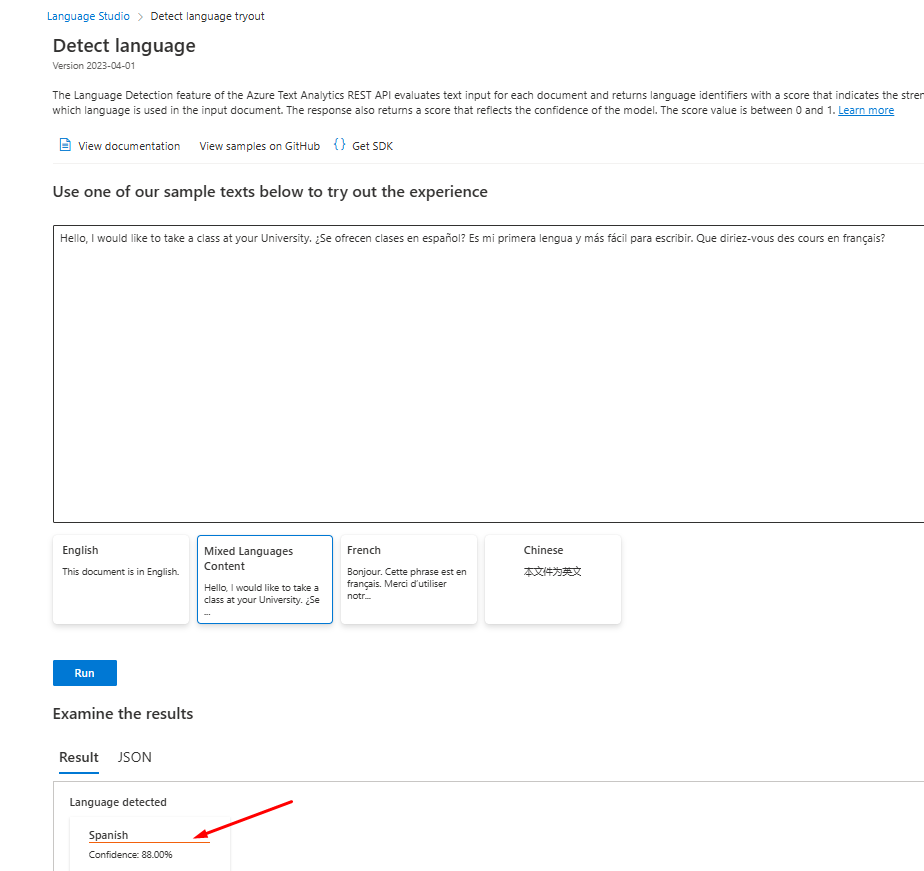 Language Studio > Detect language tryout
Detect language
Version 2023-04-01
The Language Detection feature of the Azure Text Analytics REST API evaluates text input for each document and returns language identifiers with a score that indicates the stren
which language is used in the input document. The response also returns a score that reflects the confidence of the model. The score value is between 0 and 1. Learn more
View documentation View samples on GitHub {} Get SDK
Use one of our sample texts below to try out the experience
Hello, I would like to take a class at your University. ¿Se ofrecen clases en español? Es mi primera lengua y más fácil para escribir. Que diriez-vous des cours en français?
English
This document is in English.
Mixed Languages
Content
Hello, I would like to take a
class at your University. ¿Se
...
French
Bonjour. Cette phrase est en
français. Merci d'utiliser
notr...
Chinese
本文件为英文
Run
Examine the results
Result JSON
Language detected
Spanish
Confidence: 88.00%